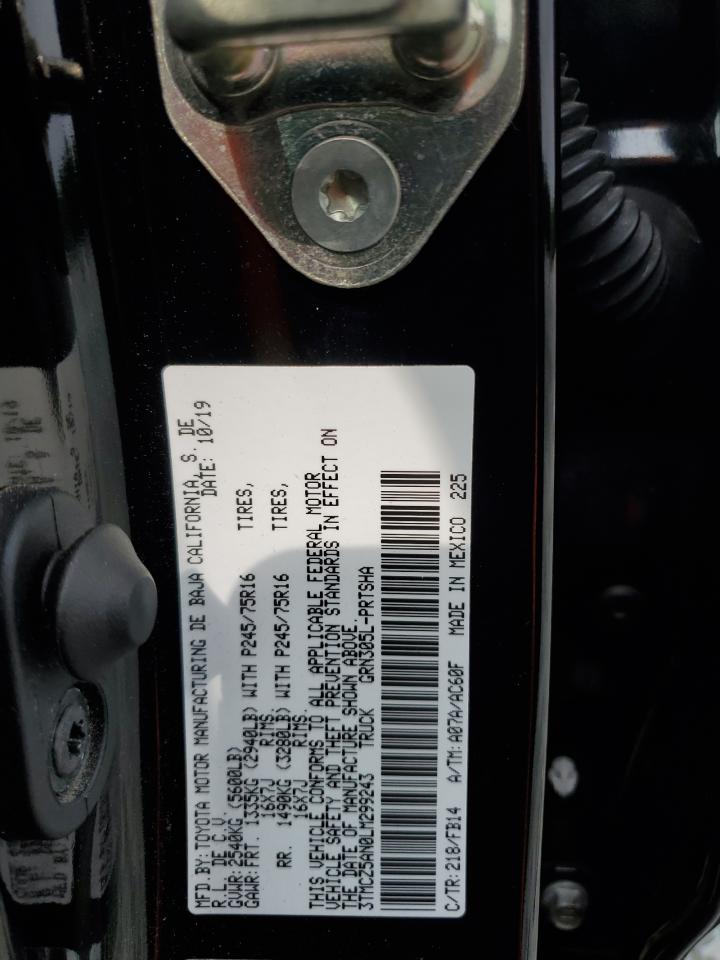 MFD.BY:TOYOTA MOTOR MANUFACTURING DE BAJA CALIFORNIA, S. DE
R.L. DE C.V. DATE: 10/19
GVWR: 2540KG (5600LB)
GAWR: FRT. 1335KG (2940LB) WITH P245/75R16 TIRES,
16X7J RIMS.
RR. 1490KG (3280LB) WITH P245/75R16 TIRES,
16X7J RIMS.
THIS VEHICLE CONFORMS TO ALL APPLICABLE FEDERAL MOTOR
VEHICLE SAFETY AND THEFT PREVENTION STANDARDS IN EFFECT ON
THE DATE OF MANUFACTURE SHOWN ABOVE.
3TMCZ5AN0LM299243 TRUCK GRN305L-PRTSHA
C/TR: 218/FB14 A/TM: A07A/AC60F MADE IN MEXICO 225